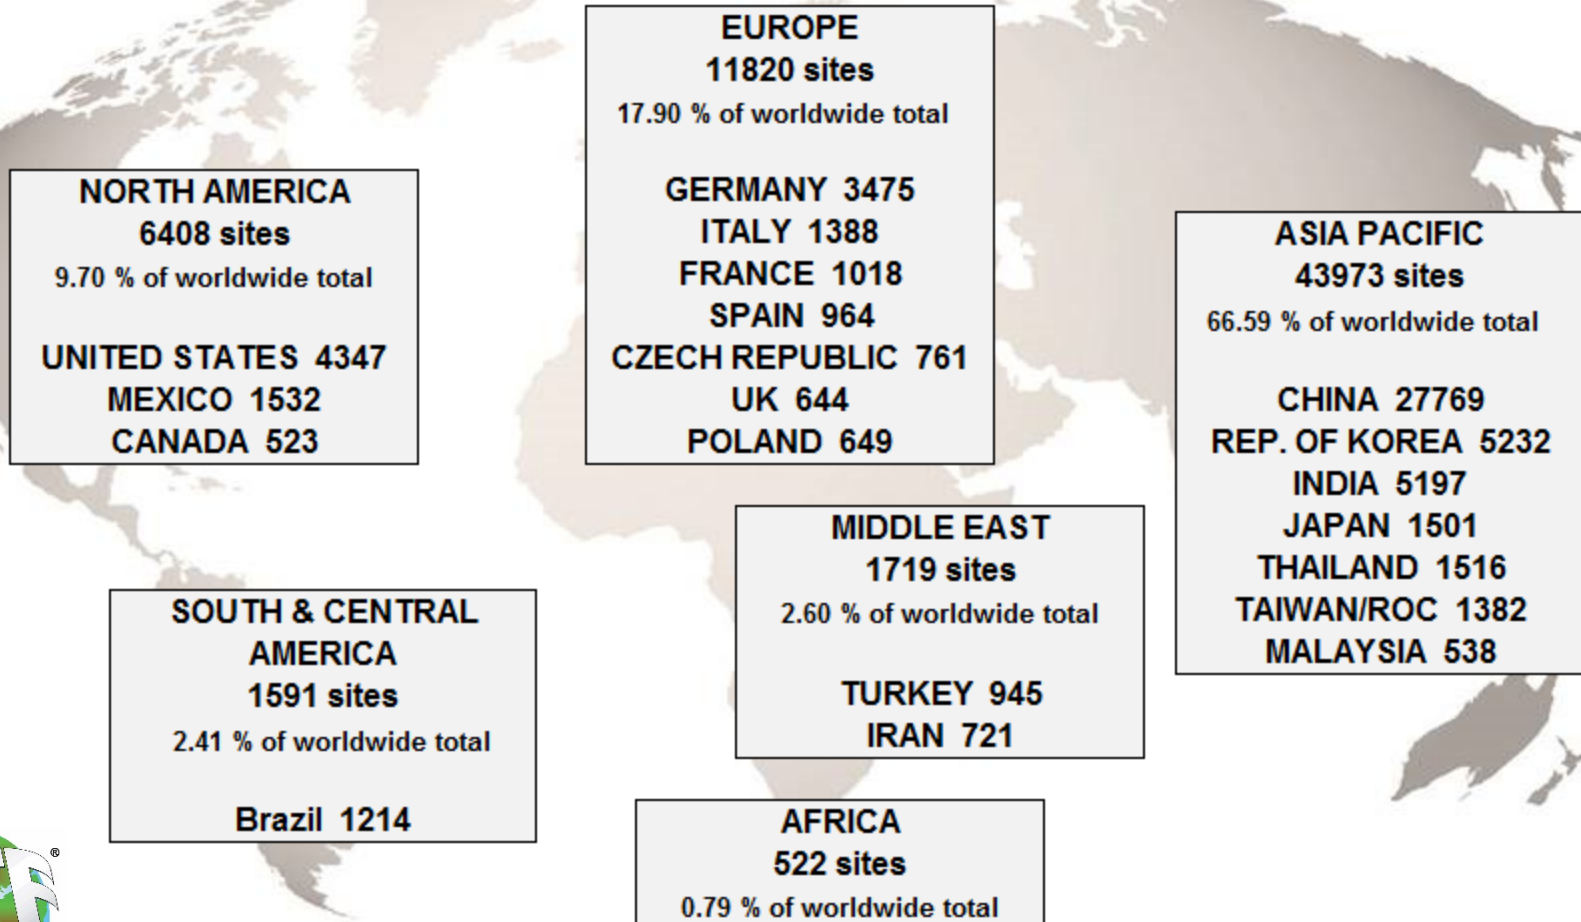 EUROPE
11820 sites
17.90 % of worldwide total
GERMANY 3475
ITALY 1388
FRANCE 1018
SPAIN 964
CZECH REPUBLIC 761
UK 644
POLAND 649
NORTH AMERICA
6408 sites
9.70 % of worldwide total
UNITED STATES 4347
MEXICO 1532
CANADA 523
ASIA PACIFIC
43973 sites
66.59 % of worldwide total
CHINA 27769
REP. OF KOREA 5232
INDIA 5197
JAPAN 1501
THAILAND 1516
TAIWAN/ROC 1382
MALAYSIA 538
MIDDLE EAST
1719 sites
2.60 % of worldwide total
TURKEY 945
IRAN 721
SOUTH & CENTRAL
AMERICA
1591 sites
2.41 % of worldwide total
Brazil 1214
AFRICA
522 sites
0.79 % of worldwide total
®